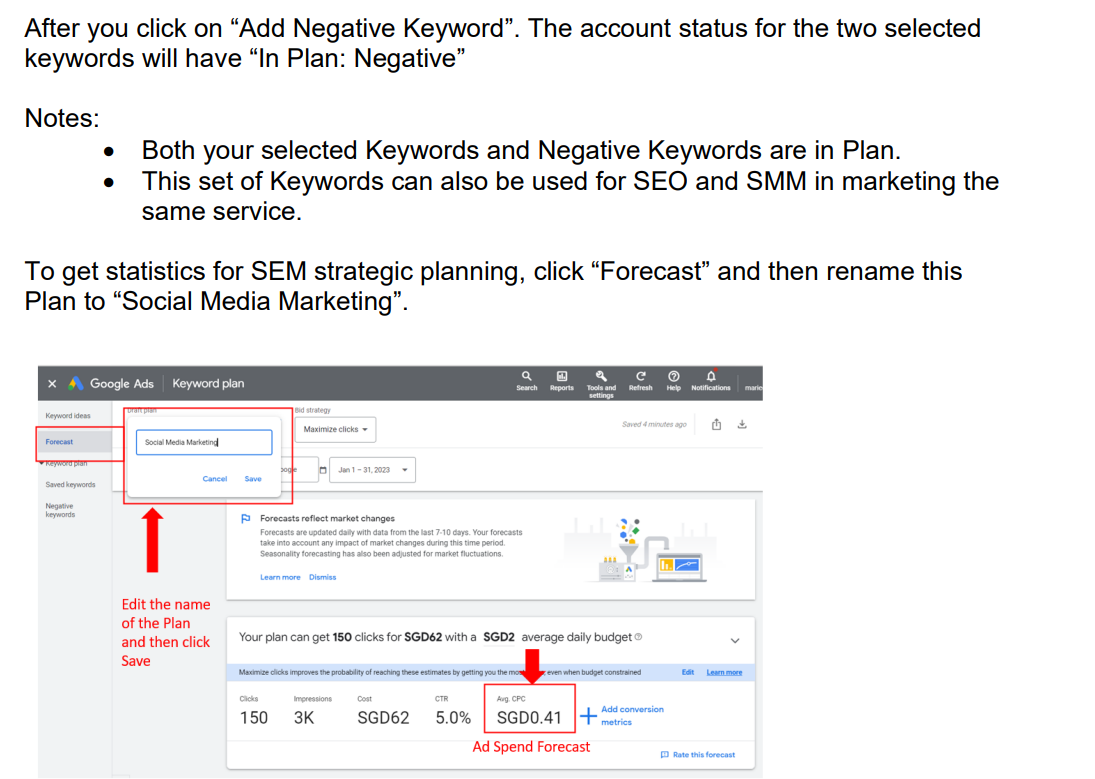 After you click on “Add Negative Keyword”. The account status for the two selected
keywords will have “In Plan: Negative”
Notes:
• Both your selected Keywords and Negative Keywords are in Plan.
• This set of Keywords can also be used for SEO and SMM in marketing the
same service.
To get statistics for SEM strategic planning, click “Forecast” and then rename this
Plan to “Social Media Marketing”.
Google Ads Keyword plan
Search Reports Tools and settings Refresh Help Notifications marie
Keyword ideas
Forecast
Keyword plan
Saved keywords
Negative
keywords
Draft plan
Social Media Marketing
Cancel Save
Bid strategy
Maximize clicks
Saved 4 minutes ago
Jan 1 – 31, 2023
Forecasts reflect market changes
Forecasts are updated daily with data from the last 7-10 days. Your forecasts
take into account any impact of market changes during this time period.
Seasonality forecasting has also been adjusted for market fluctuations.
Learn more Dismiss
Edit the name
of the Plan
and then click
Save
Your plan can get 150 clicks for SGD62 with a SGD2 average daily budget
Maximize clicks improves the probability of reaching these estimates by getting you the even when budget constrained
Edit Learn more
Clicks Impressions Cost CTR Avg. CPC
150 3K SGD62 5.0% SGD0.41
Add conversion
metrics
Ad Spend Forecast
Rate this forecast